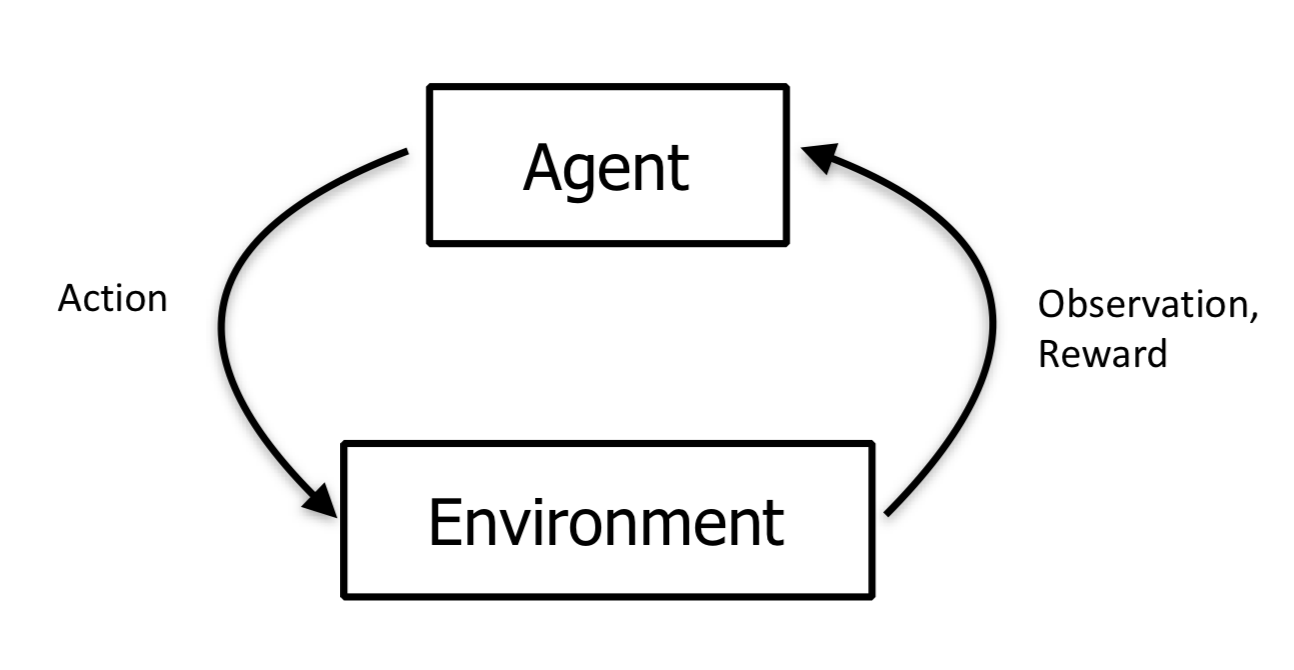 Agent
Action
Observation,
Reward
Environment